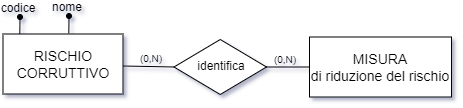 codice
nome
RISCHIO
CORRUTTIVO
(0,N)
identifica
(0,N)
MISURA
di riduzione del rischio